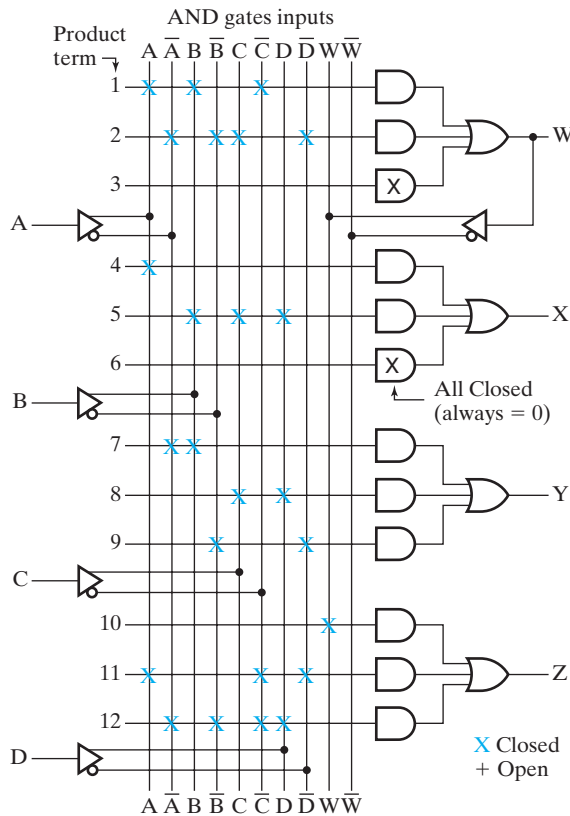 AND gates inputs
A A̅ B B̅ C C̅ D D̅ W W̅
Product
term
1 X X X
2 X X X X W
3 X
A
4 X
5 X X X X
6 X
B
All Closed
(always = 0)
7 X X
8 X X Y
9 X X
C
10 X
11 X X X Z
12 X X X X
D
X Closed
+ Open
A A̅ B B̅ C C̅ D D̅ W W̅